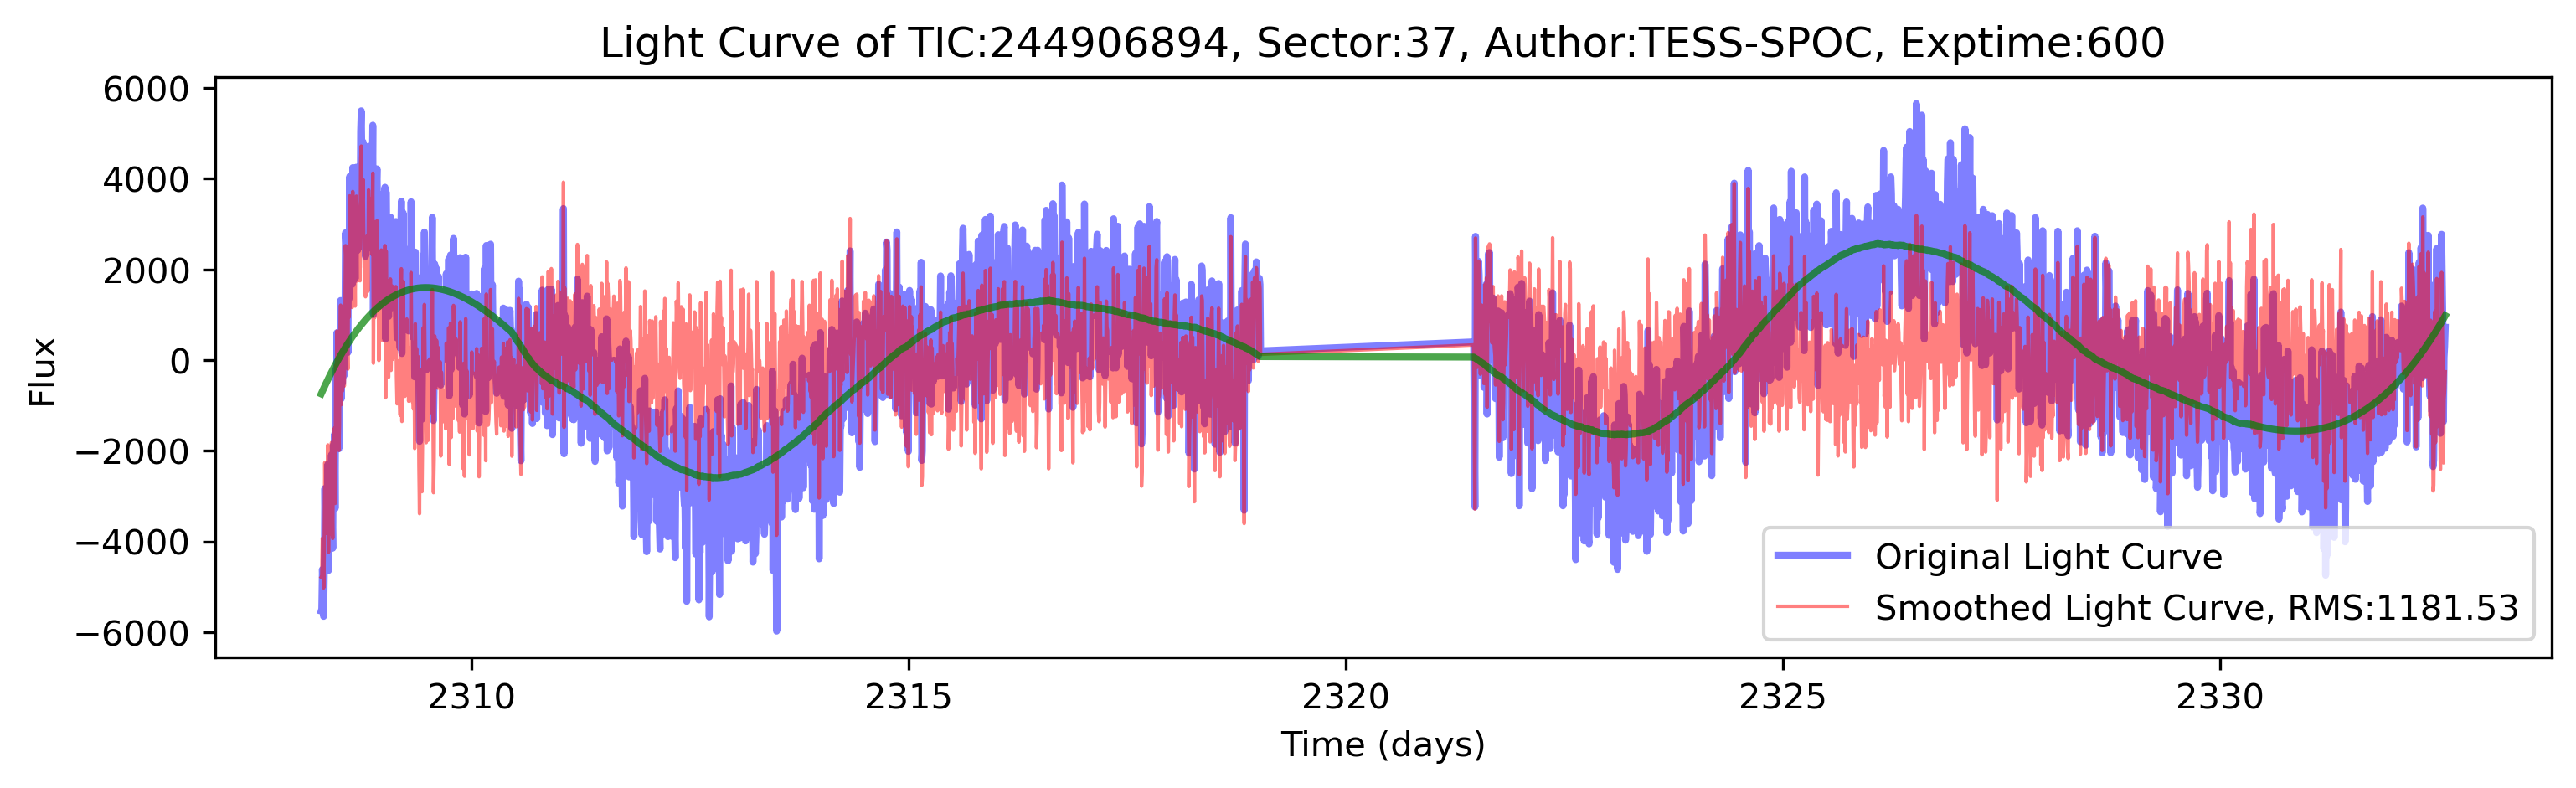 Light Curve of TIC:244906894, Sector:37, Author:TESS-SPOC, Exptime:600
6000
4000
2000
0
−2000
−4000
−6000
Flux
Original Light Curve
Smoothed Light Curve, RMS:1181.53
2310
2315
2320
2325
2330
Time (days)